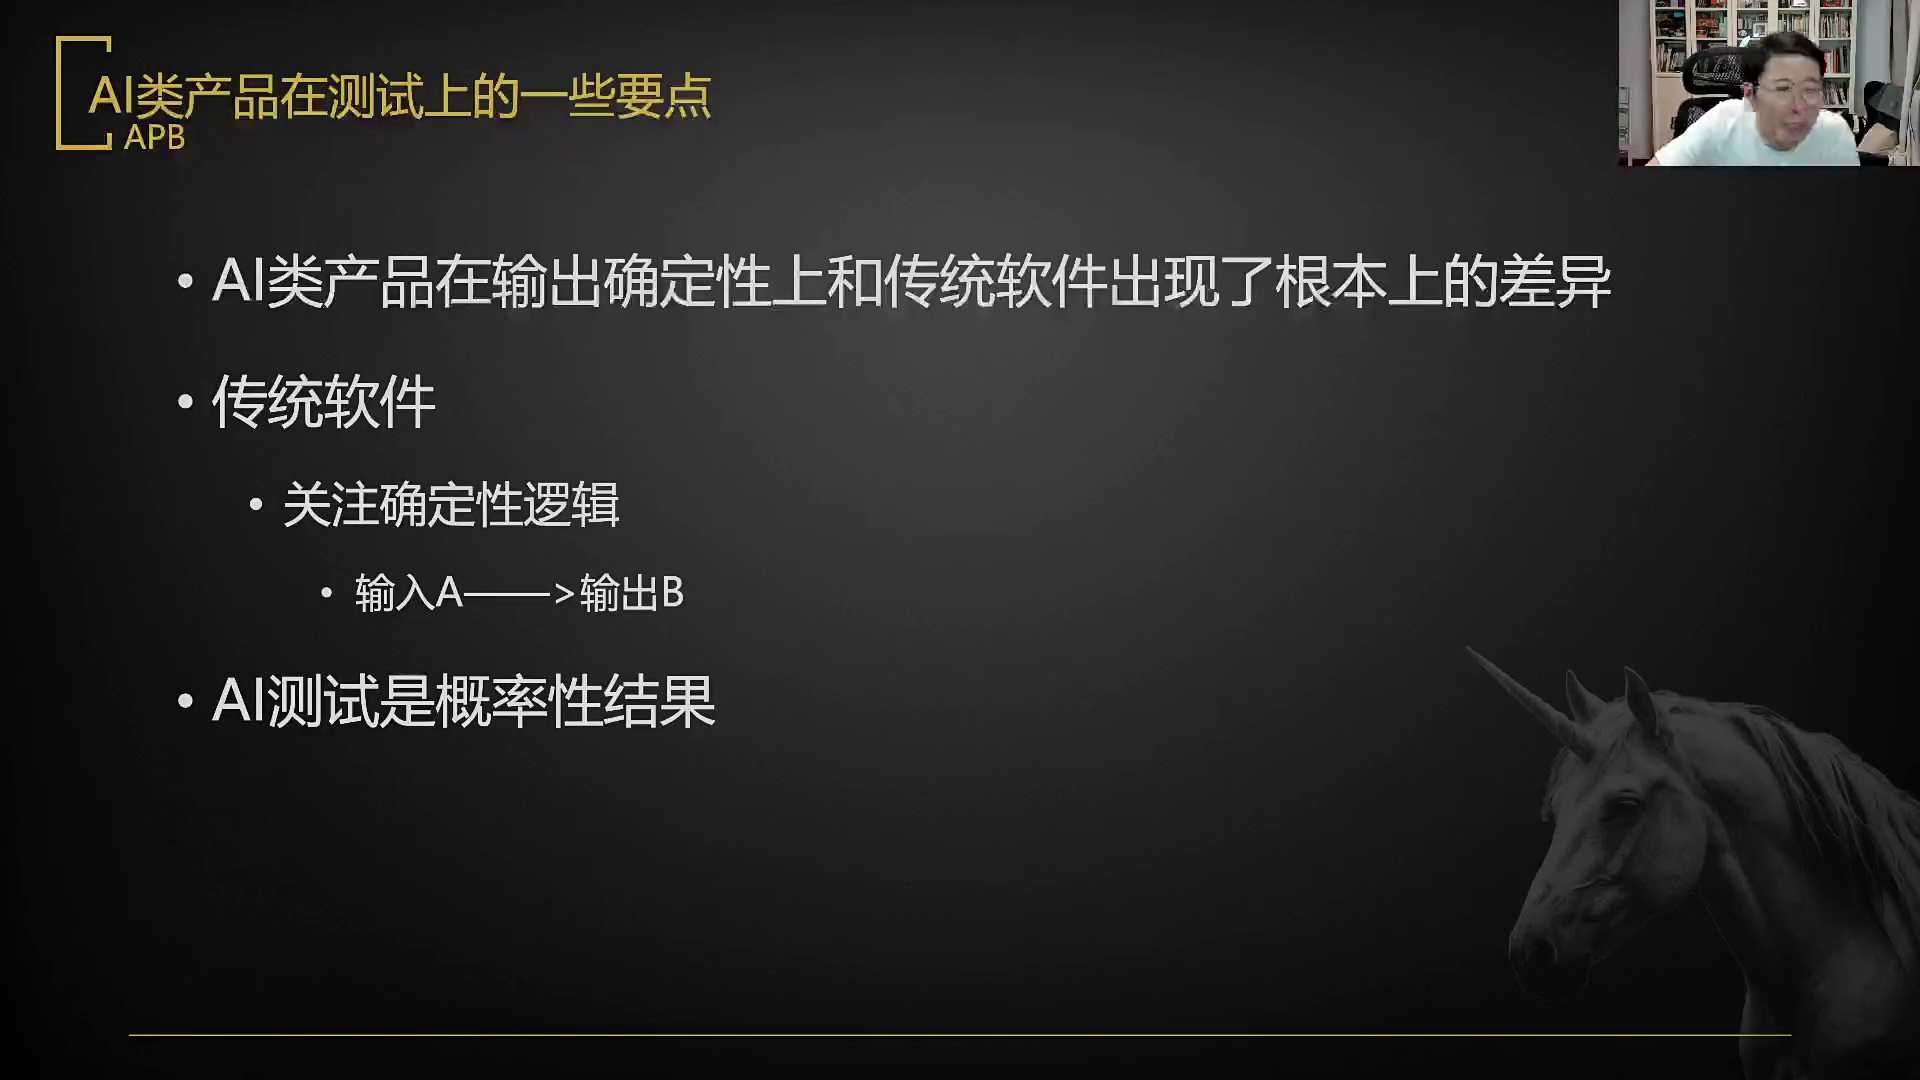 AI类产品在测试上的一些要点
APB
• AI类产品在输出确定性上和传统软件出现了根本上的差异
• 传统软件
• 关注确定性逻辑
• 输入A——>输出B
• AI测试是概率性结果